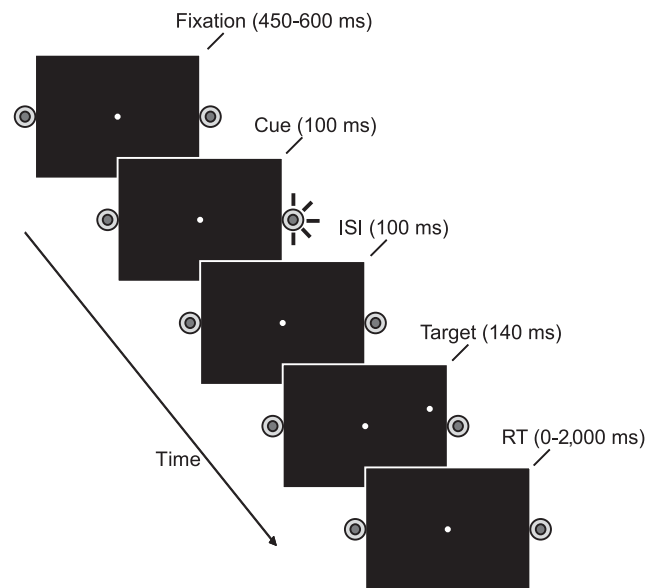 Fixation (450-600 ms)
Cue (100 ms)
ISI (100 ms)
Target (140 ms)
RT (0-2,000 ms)
Time